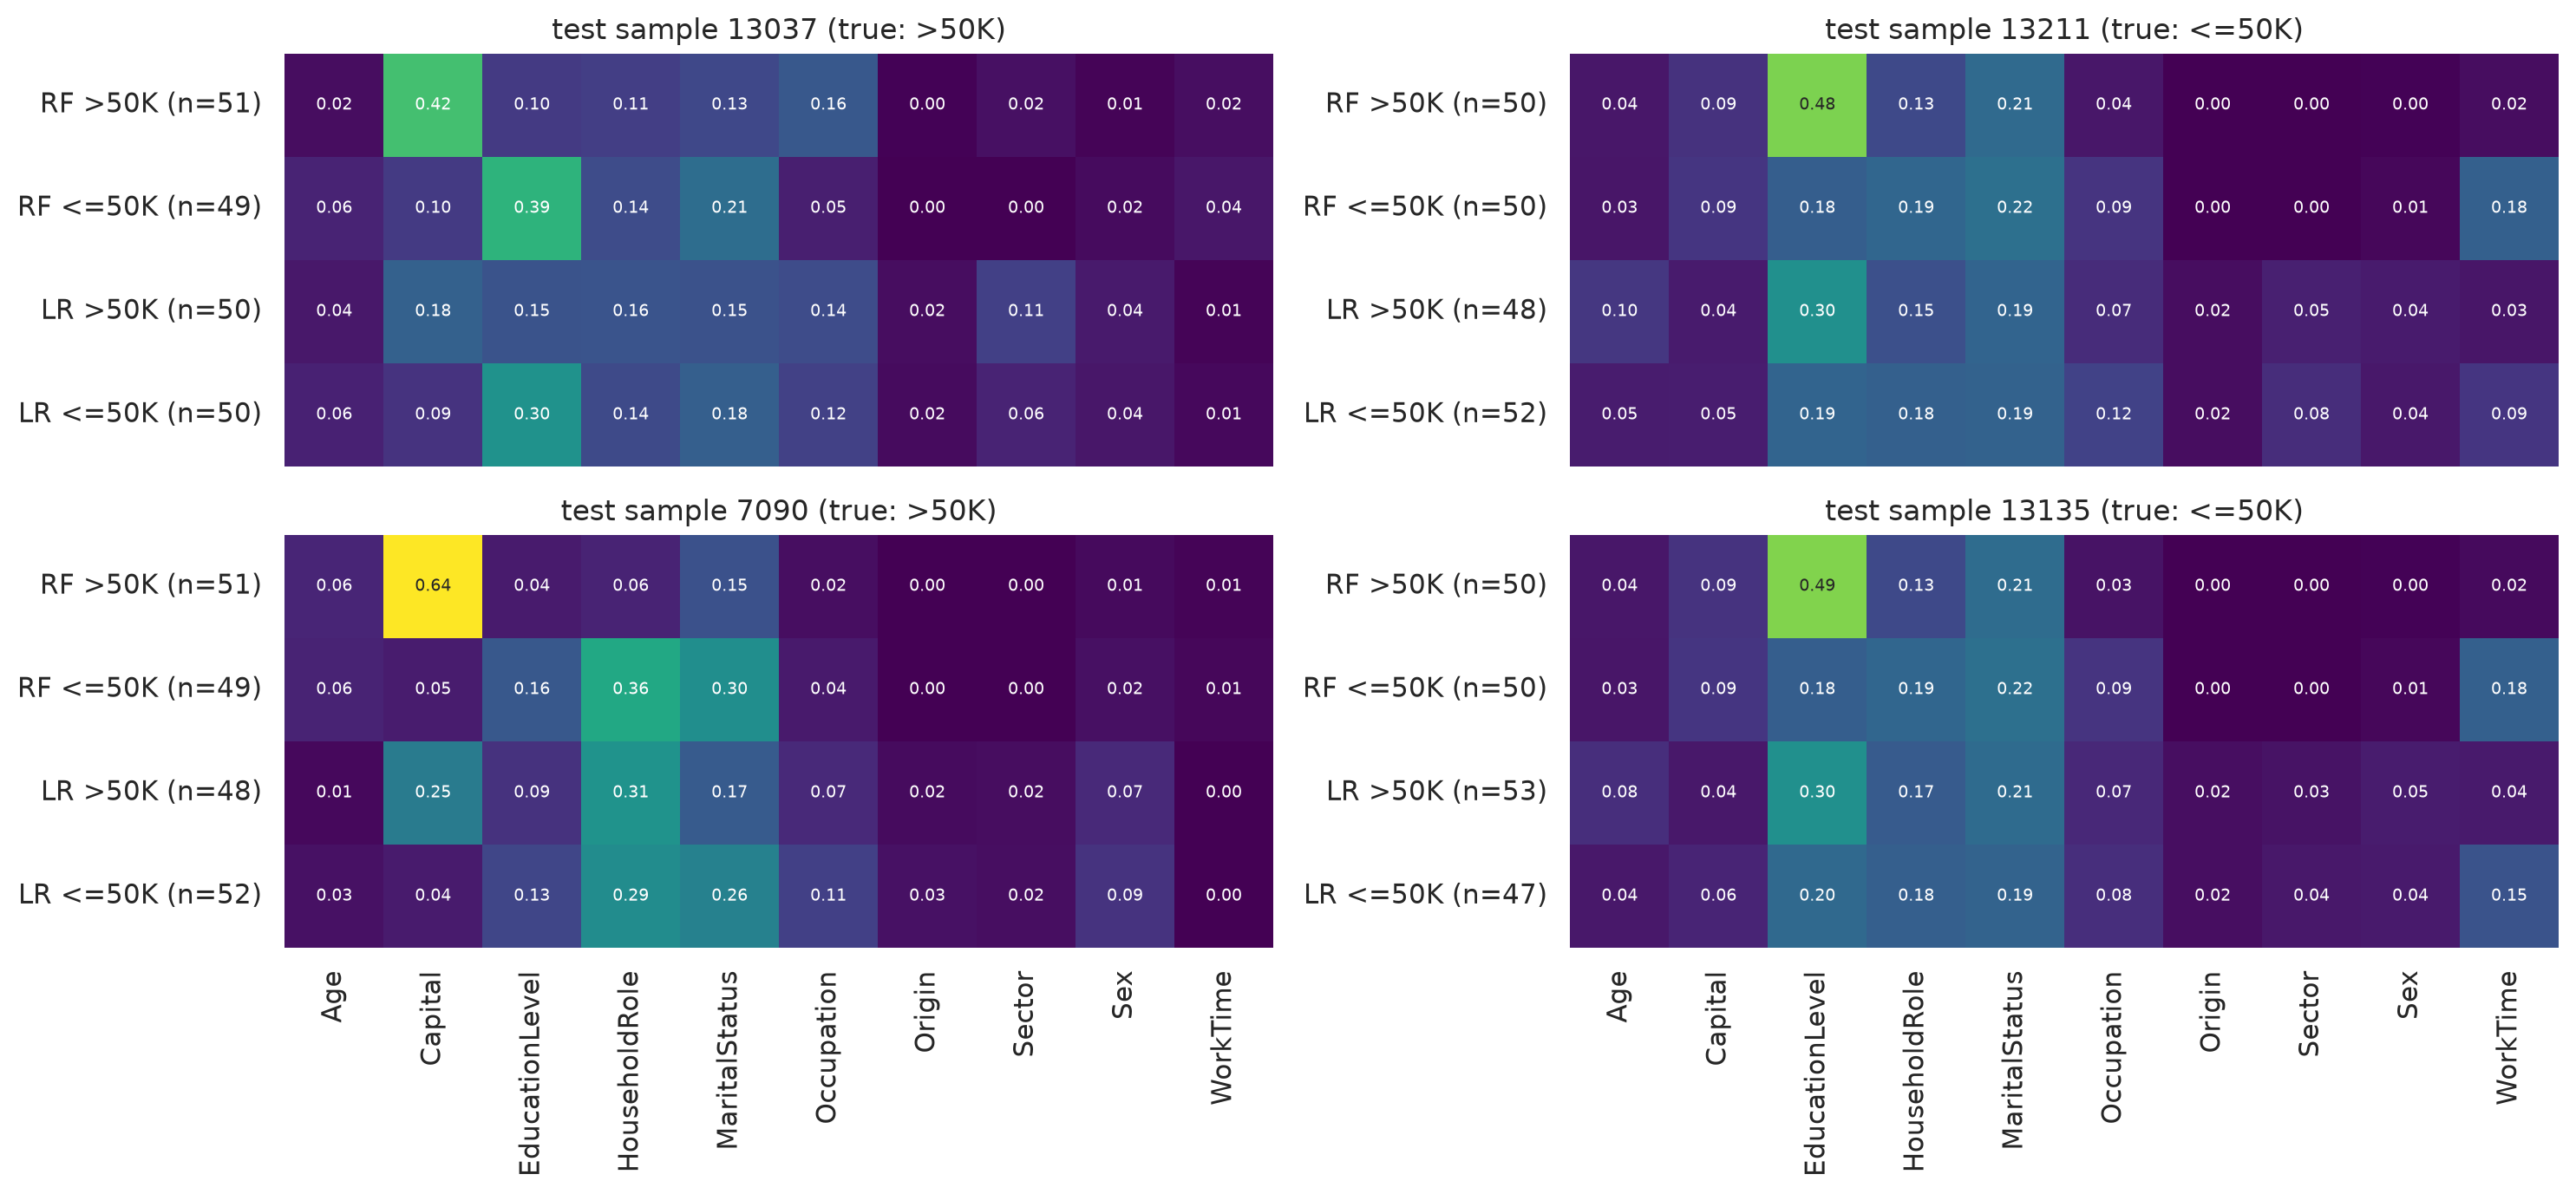 test sample 13037 (true: >50K)
RF >50K (n=51) 0.02 0.42 0.10 0.11 0.13 0.16 0.00 0.02 0.01 0.02
RF <=50K (n=49) 0.06 0.10 0.39 0.14 0.21 0.05 0.00 0.00 0.02 0.04
LR >50K (n=50) 0.04 0.18 0.15 0.16 0.15 0.14 0.02 0.11 0.04 0.01
LR <=50K (n=50) 0.06 0.09 0.30 0.14 0.18 0.12 0.02 0.06 0.04 0.01
test sample 13211 (true: <=50K)
RF >50K (n=50) 0.04 0.09 0.48 0.13 0.21 0.04 0.00 0.00 0.00 0.02
RF <=50K (n=50) 0.03 0.09 0.18 0.19 0.22 0.09 0.00 0.00 0.01 0.18
LR >50K (n=48) 0.10 0.04 0.30 0.15 0.19 0.07 0.02 0.05 0.04 0.03
LR <=50K (n=52) 0.05 0.05 0.19 0.18 0.19 0.12 0.02 0.08 0.04 0.09
test sample 7090 (true: >50K)
RF >50K (n=51) 0.06 0.64 0.04 0.06 0.15 0.02 0.00 0.00 0.01 0.01
RF <=50K (n=49) 0.06 0.05 0.16 0.36 0.30 0.04 0.00 0.00 0.02 0.01
LR >50K (n=48) 0.01 0.25 0.09 0.31 0.17 0.07 0.02 0.02 0.07 0.00
LR <=50K (n=52) 0.03 0.04 0.13 0.29 0.26 0.11 0.03 0.02 0.09 0.00
Age Capital EducationLevel HouseholdRole MaritalStatus Occupation Origin Sector Sex WorkTime
test sample 13135 (true: <=50K)
RF >50K (n=50) 0.04 0.09 0.49 0.13 0.21 0.03 0.00 0.00 0.00 0.02
RF <=50K (n=50) 0.03 0.09 0.18 0.19 0.22 0.09 0.00 0.00 0.01 0.18
LR >50K (n=53) 0.08 0.04 0.30 0.17 0.21 0.07 0.02 0.03 0.05 0.04
LR <=50K (n=47) 0.04 0.06 0.20 0.18 0.19 0.08 0.02 0.04 0.04 0.15
Age Capital EducationLevel HouseholdRole MaritalStatus Occupation Origin Sector Sex WorkTime